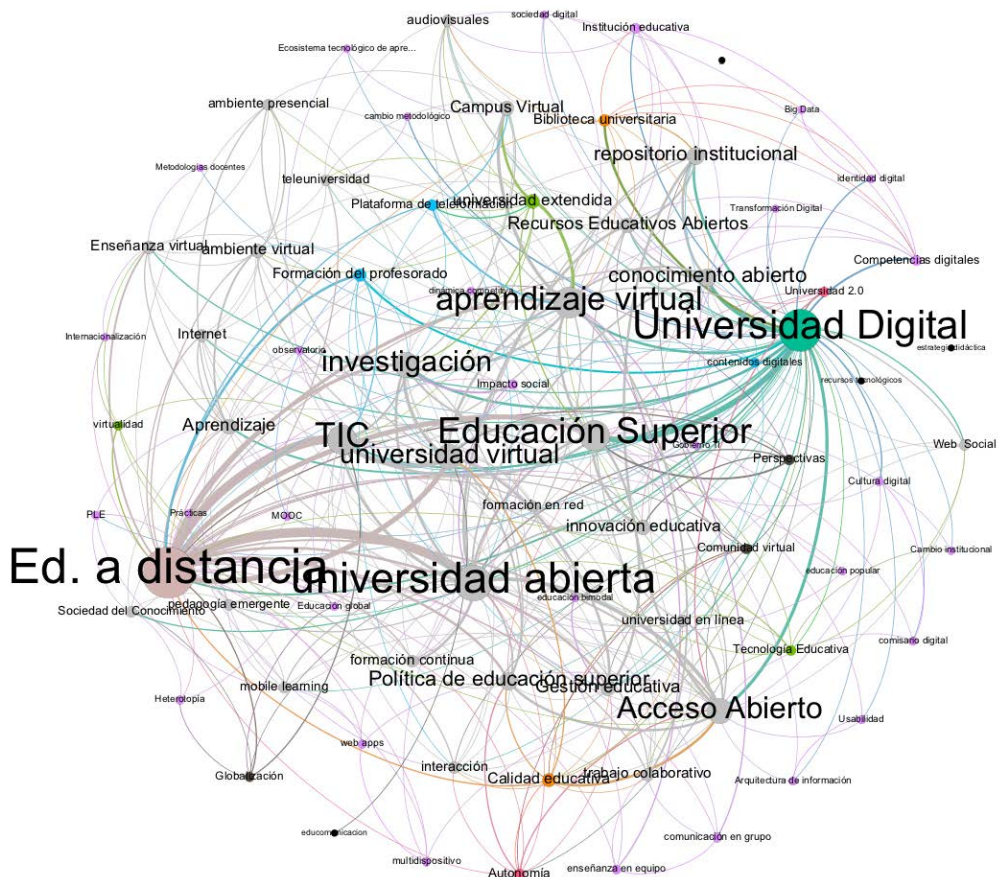 sociedad digital
audiovisuales
Institución educativa
Ecosistema tecnológico de apre...
ambiente presencial
Campus Virtual
Big Data
cambio metodológico
Biblioteca universitaria
repositorio institucional
Metodologías docentes
teleuniversidad
identidad digital
Plataforma de teleformación
universidad extendida
Transformación Digital
Recursos Educativos Abiertos
Enseñanza virtual
ambiente virtual
Competencias digitales
Formación del profesorado
conocimiento abierto
dinámica competitiva
Universidad 2.0
aprendizaje virtual
Universidad Digital
Internacionalización
Internet
estrategia didáctica
observatorio
investigación
contenidos digitales
Impacto social
recursos tecnológicos
virtualidad
Aprendizaje
TIC
Educación Superior
Gobierno TI
Web Social
universidad virtual
Perspectivas
Cultura digital
formación en red
PLE
Prácticas
MOOC
innovación educativa
Comunidad virtual
Cambio institucional
Ed. a distancia
universidad abierta
educación popular
Sociedad del Conocimiento
pedagogía emergente
Educación global
educación bimodal
universidad en línea
comisario digital
Tecnología Educativa
formación continua
Política de educación superior
Gestión educativa
mobile learning
Heterotopía
Acceso Abierto
Usabilidad
web apps
Globalización
interacción
Calidad educativa
trabajo colaborativo
Arquitectura de información
educomunicacion
comunicación en grupo
multidispositivo
Autonomía
enseñanza en equipo